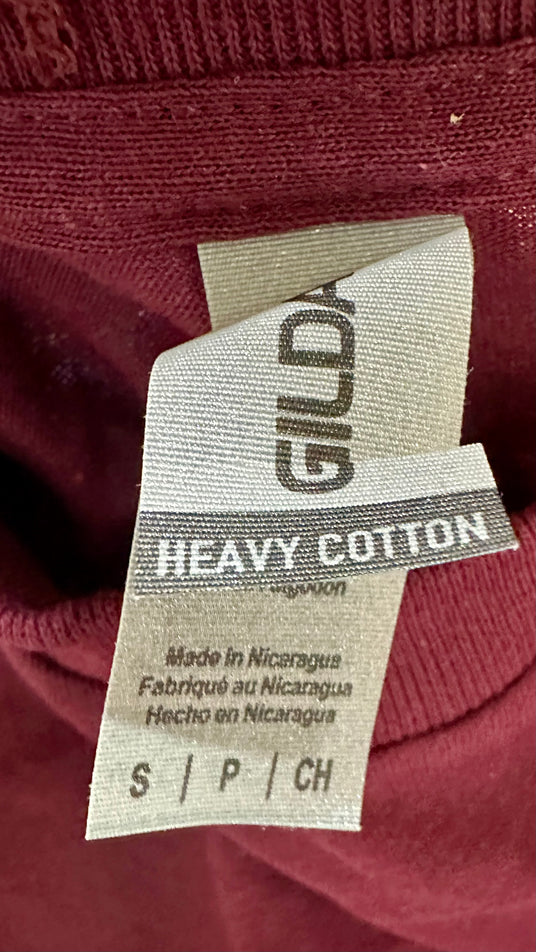 GILDA
HEAVY COTTON
Made in Nicaragua
Fabriqué au Nicaragua
Hecho en Nicaragua
S / P / CH